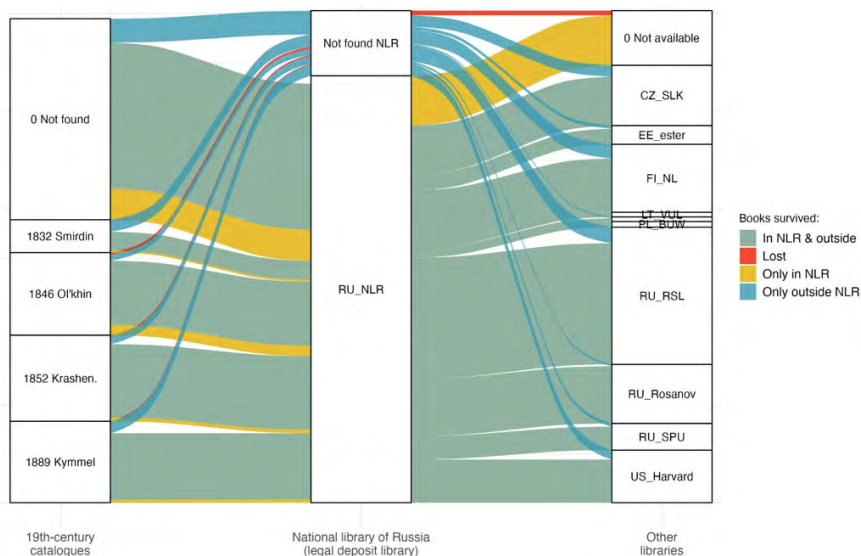 0 Not found
1832 Smirdin
1846 Ol'khin
1852 Krashen.
1889 Kymmel
Not found NLR
RU_NLR
0 Not available
CZ_SLK
EE_ester
FI_NL
LT_VUL
PL_BUW
RU_RSL
RU_Rosanov
RU_SPU
US_Harvard
Books survived:
In NLR & outside
Lost
Only in NLR
Only outside NLR
19th-century
catalogues
National library of Russia
(legal deposit library)
Other
libraries